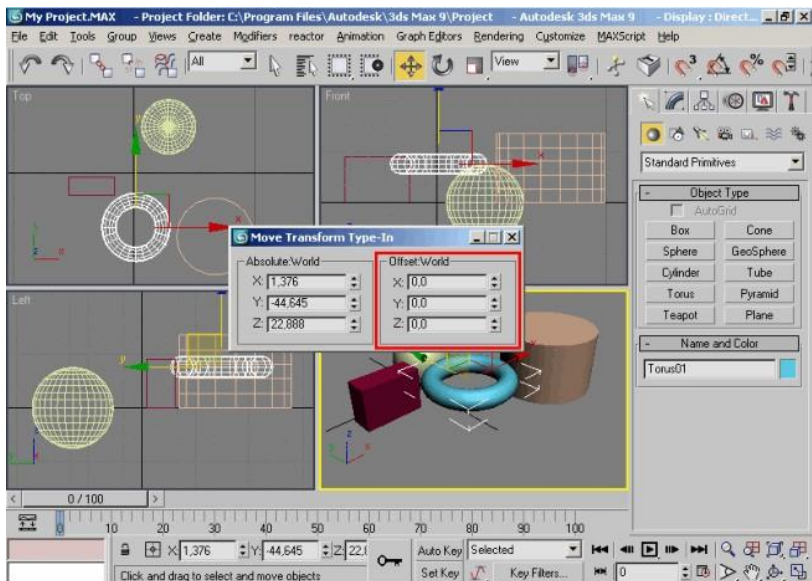 My Project.MAX - Project Folder: C:\Program Files\Autodesk\3ds Max 9\Project - Autodesk 3ds Max 9 - Display : Direct...
File Edit Tools Group Views Create Modifiers reactor Animation Graph Editors Rendering Customize MAXScript Help
All View
Top
y
x
z
y x
Front
x
z
x
Standard Primitives
- Object Type
AutoGrid
Box Cone
Sphere GeoSphere
Cylinder Tube
Torus Pyramid
Teapot Plane
- Name and Color
Torus01
Move Transform Type-In
Absolute:World
X: 1,376
Y: -44,645
Z: 22,888
Offset:World
X: 0,0
Y: 0,0
Z: 0,0
Left
y
z
y
z
x
y
x
0 / 100
0 10 20 30 40 50 60 70 80 90 100
X: 1,376 Y: -44,645 Z: 22,8
Auto Key Selected
Click and drag to select and move objects
Set Key Key Filters... 0